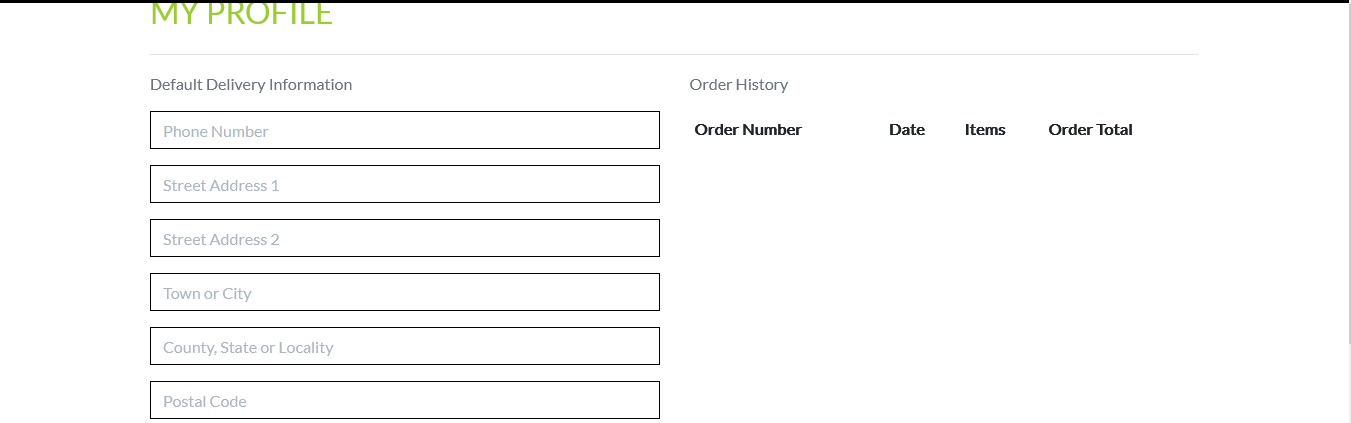 MY PROFILE
Default Delivery Information
Phone Number
Street Address 1
Street Address 2
Town or City
County, State or Locality
Postal Code
Order History
Order Number Date Items Order Total